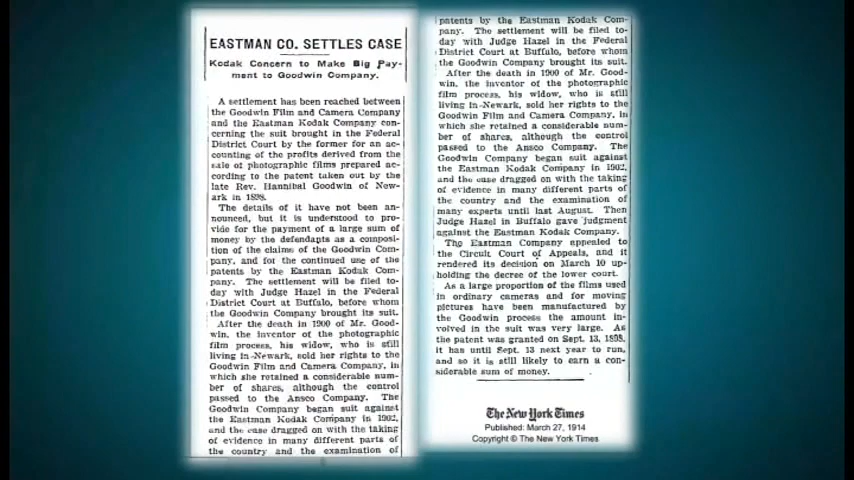 EASTMAN CO. SETTLES CASE
Kodak Concern to Make Big Pay-
ment to Goodwin Company.
A settlement has been reached between
the Goodwin Film and Camera Company
and the Eastman Kodak Company con-
cerning the suit brought in the Federal
District Court by the former for an ac-
counting of the profits derived from the
sale of photographic films prepared ac-
cording to the patent taken out by the
late Rev. Hannibal Goodwin of New-
ark in 1898.
The details of it have not been an-
nounced, but it is understood to pro-
vide for the payment of a large sum of
money by the defendants as a composi-
tion of the claims of the Goodwin Com-
pany, and for the continued use of the
patents by the Eastman Kodak Com-
pany. The settlement will be filed to-
day with Judge Hazel in the Federal
District Court at Buffalo, before whom
the Goodwin Company brought its suit.
After the death in 1900 of Mr. Good-
win, the inventor of the photographic
film process, his widow, who is still
living in Newark, sold her rights to the
Goodwin Film and Camera Company, in
which she retained a considerable num-
ber of shares, although the control
passed to the Ansco Company. The
Goodwin Company began suit against
the Eastman Kodak Company in 1902,
and the case dragged on with the taking
of evidence in many different parts of
the country and the examination of
patents by the Eastman Kodak Com-
pany. The settlement will be filed to-
day with Judge Hazel in the Federal
District Court at Buffalo, before whom
the Goodwin Company brought its suit.
After the death in 1900 of Mr. Good-
win, the inventor of the photographic
film process, his widow, who is still
living in Newark, sold her rights to the
Goodwin Film and Camera Company, in
which she retained a considerable num-
ber of shares, although the control
passed to the Ansco Company. The
Goodwin Company began suit against
the Eastman Kodak Company in 1902,
and the case dragged on with the taking
of evidence in many different parts of
the country and the examination of
many experts until last August. Then
Judge Hazel in Buffalo gave judgment
against the Eastman Kodak Company.
The Eastman Company appealed to
the Circuit Court of Appeals, and it
rendered its decision on March 10 up-
holding the decree of the lower court.
As a large proportion of the films used
in ordinary cameras and for moving
pictures have been manufactured by
the Goodwin process the amount in-
volved in the suit was very large. As
the patent was granted on Sept. 13, 1898,
it has until Sept. 13 next year to run,
and so it is still likely to earn a con-
siderable sum of money.
The New York Times
Published: March 27, 1914
Copyright © The New York Times